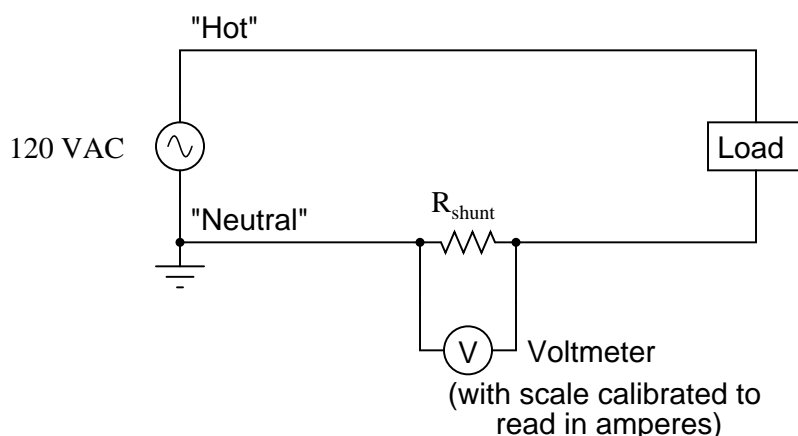 "Hot"
120 VAC
Load
"Neutral"
Rshunt
V
Voltmeter
(with scale calibrated to
read in amperes)